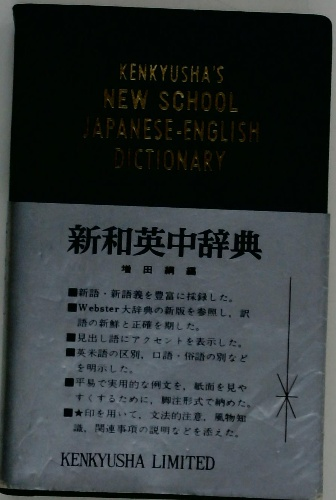 KENKYUSHA'S
NEW SCHOOL
JAPANESE-ENGLISH
DICTIONARY
新和英中辞典
増田綱編
■新語・新語義を豊富に採録した。
■Webster大辞典の新版を参照し、訳
語の新鮮と正確を期した。
■見出し語にアクセントを表示した。
■英米語の区別、口語・俗語の別など
を明示した。
■平易で実用的な例文を、紙面を見や
すくするために、脚注形式で納めた。
■★印を用いて、文法的注意、風物知
識、関連事項の説明などを添えた。
KENKYUSHA LIMITED